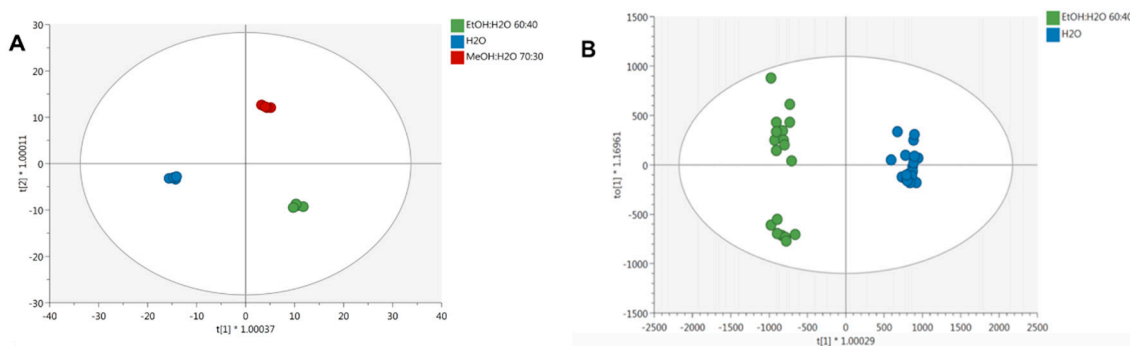 A
EtOH:H2O 60:40
H2O
MeOH:H2O 70:30
30
20
10
0
-10
-20
-30
t[2] * 1.00011
-40 -30 -20 -10 0 10 20 30 40
t[1] * 1.00037
B
EtOH:H2O 60:40
H2O
1500
1000
500
0
-500
-1000
-1500
to[1] * 1.16961
-2500 -2000 -1500 -1000 -500 0 500 1000 1500 2000 2500
t[1] * 1.00029